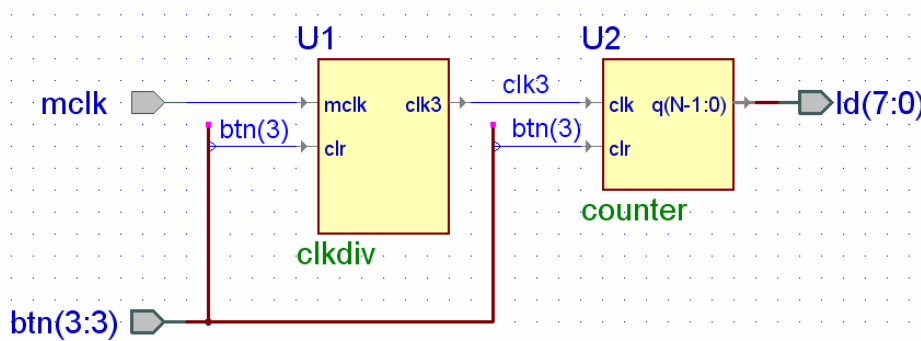 U1
U2
mclk
mclk
clk3
clk3
clk
q(N-1:0)
ld(7:0)
btn(3)
clr
btn(3)
clr
clkdiv
counter
btn(3:3)